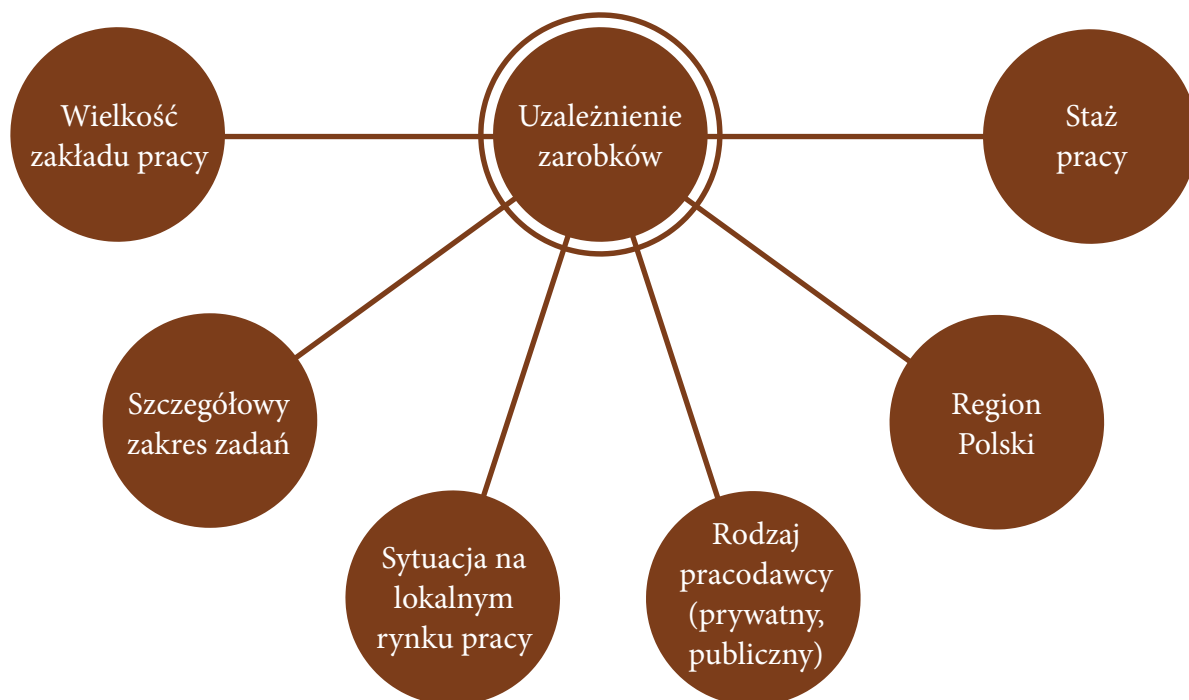 Wielkość
zakładu pracy
Uzależnienie
zarobków
Staż
pracy
Szczegółowy
zakres zadań
Region
Polski
Sytuacja na
lokalnym
rynku pracy
Rodzaj
pracodawcy
(prywatny,
publiczny)